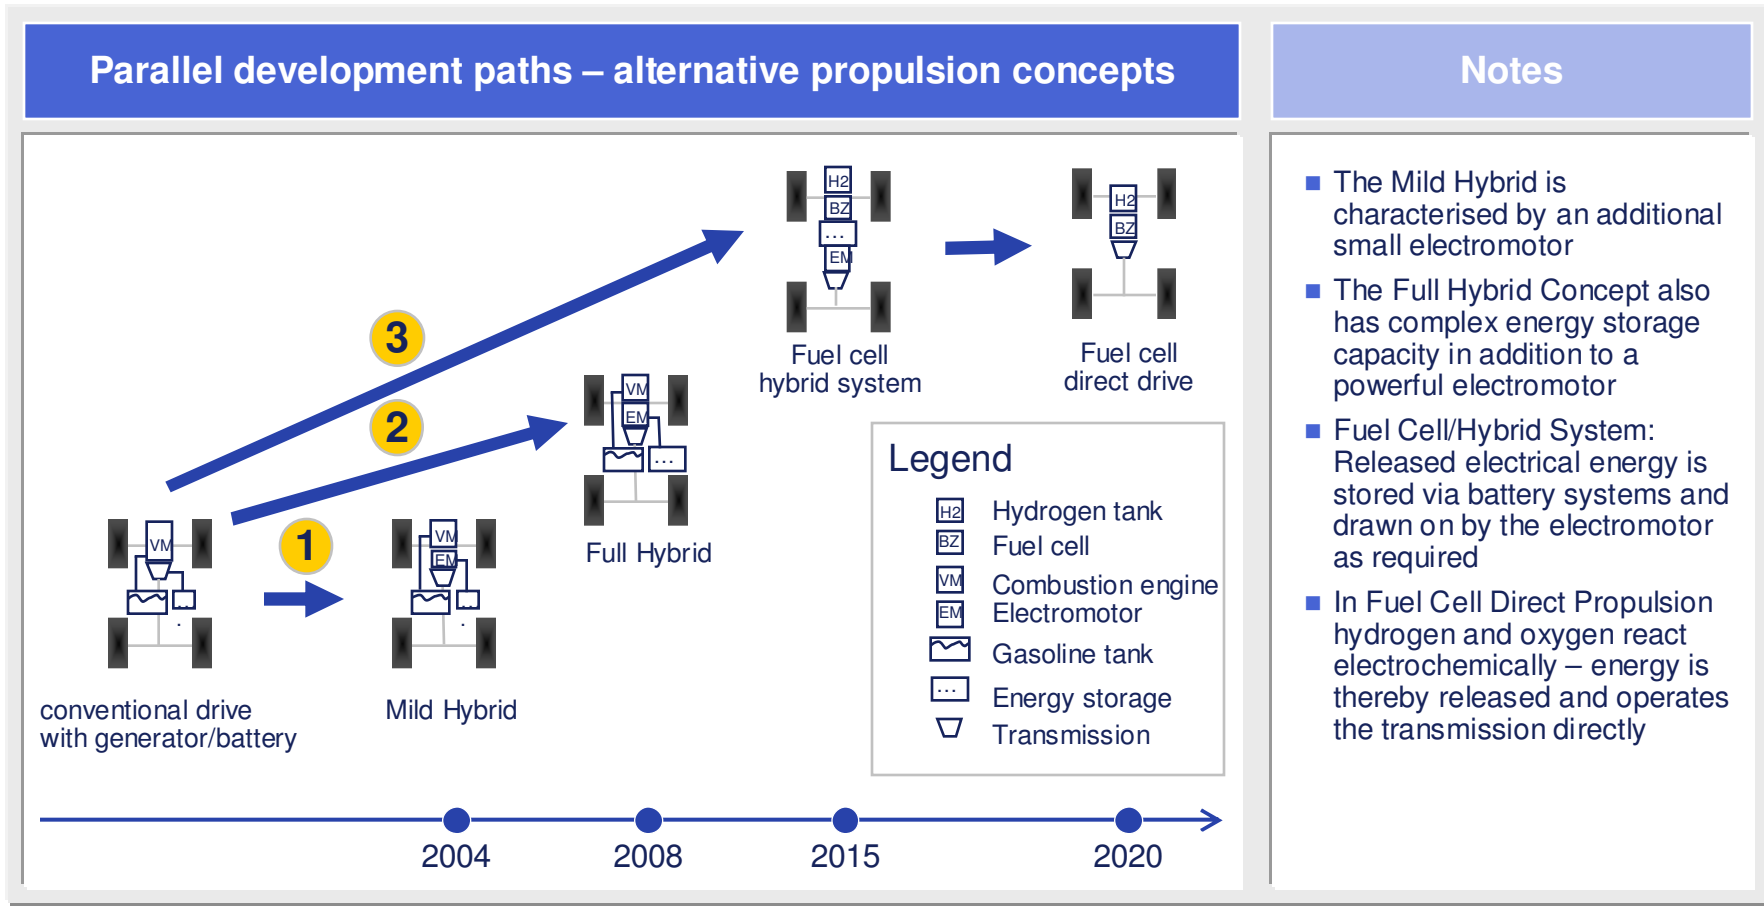 Parallel development paths – alternative propulsion concepts
Notes
H2
BZ
...
EM
Fuel cell
hybrid system
H2
BZ
Fuel cell
direct drive
3
2
1
VM
EM
...
Full Hybrid
VM
...
conventional drive
with generator/battery
VM
EM
...
Mild Hybrid
Legend
H2 Hydrogen tank
BZ Fuel cell
VM Combustion engine
EM Electromotor
Gasoline tank
... Energy storage
Transmission
2004
2008
2015
2020
The Mild Hybrid is
characterised by an additional
small electromotor
The Full Hybrid Concept also
has complex energy storage
capacity in addition to a
powerful electromotor
Fuel Cell/Hybrid System:
Released electrical energy is
stored via battery systems and
drawn on by the electromotor
as required
In Fuel Cell Direct Propulsion
hydrogen and oxygen react
electrochemically – energy is
thereby released and operates
the transmission directly